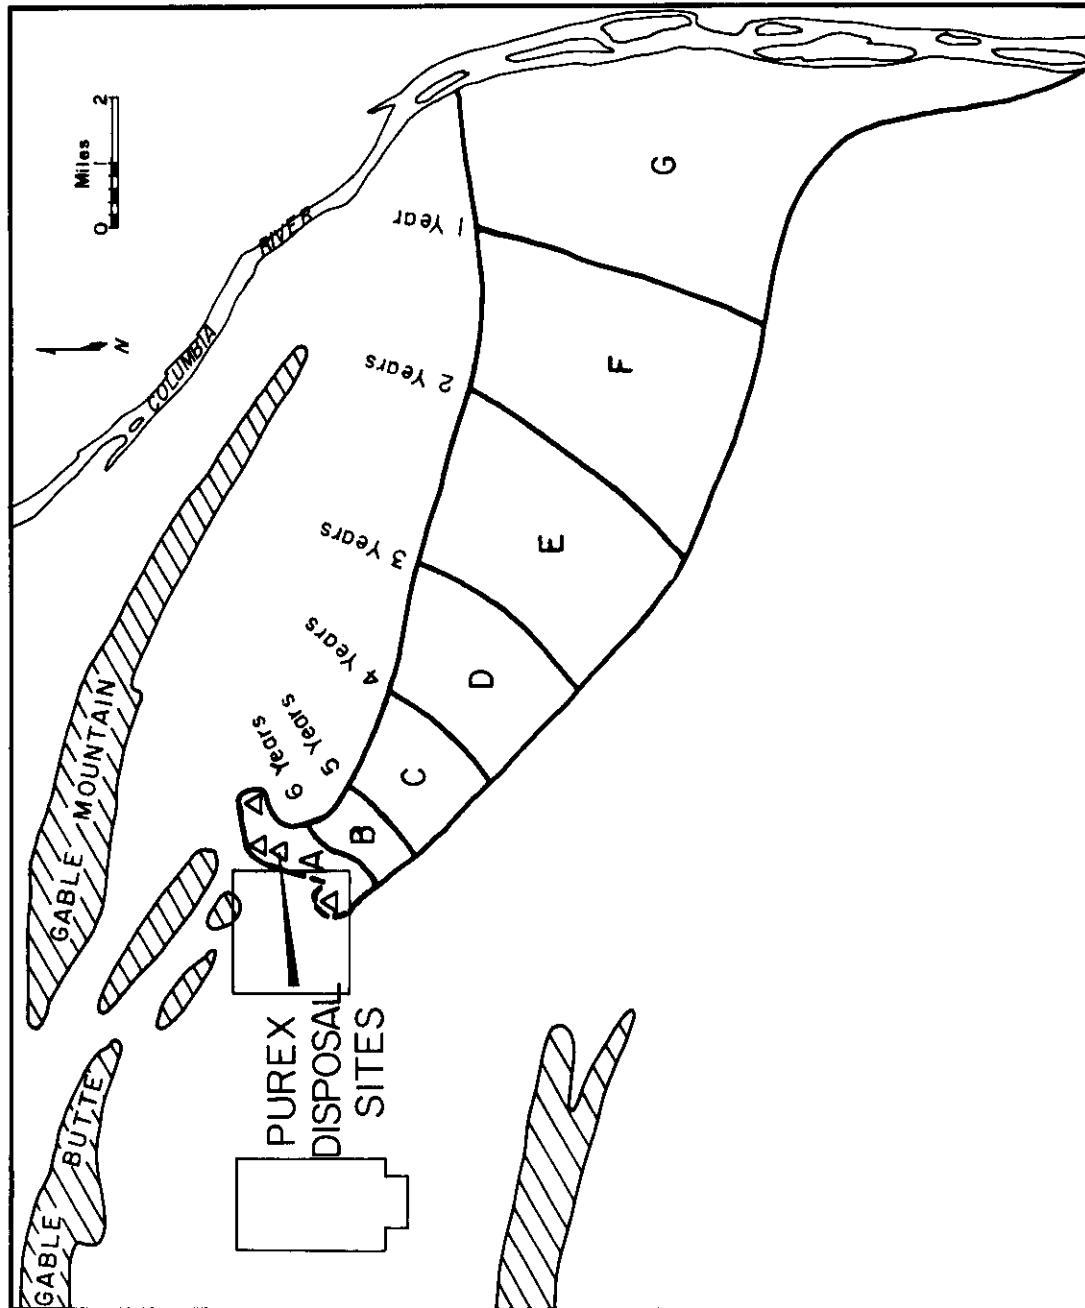 GABLE BUTTE
GABLE MOUNTAIN
COLUMBIA RIVER
Miles
0 1 2
N
PUREX
DISPOSAL
SITES
6 Years
5 Years
4 Years
3 Years
2 Years
1 Year
A
B
C
D
E
F
G